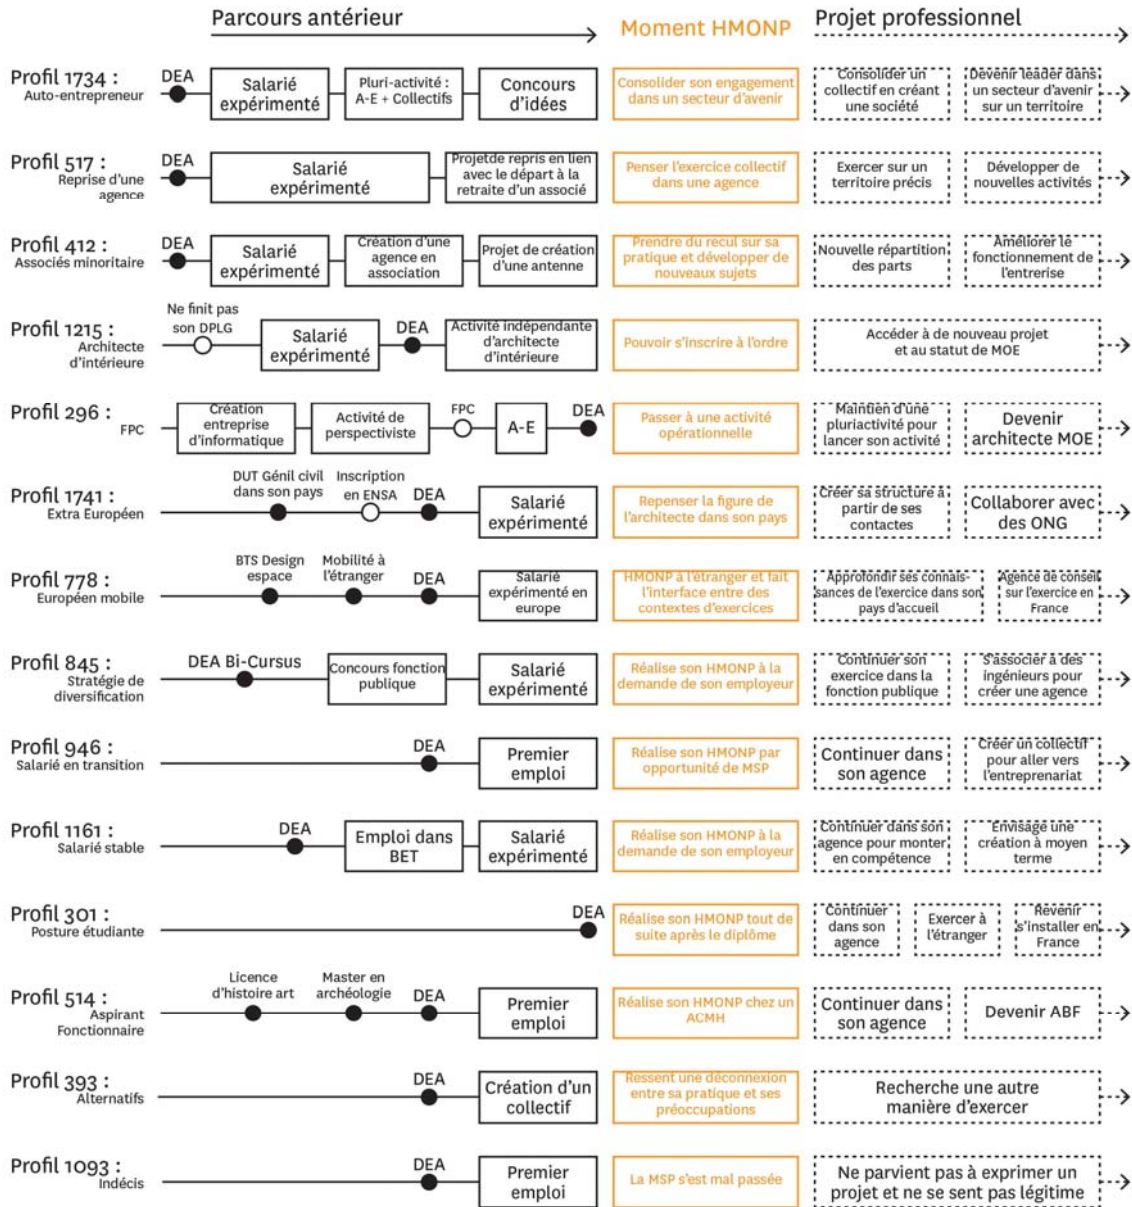 Parcours antérieur
Moment HMONP
Projet professionnel
Profil 1734 :
Auto-entrepreneur
DEA
Salarié
expérimenté
Pluri-activité :
A-E + Collectifs
Concours
d'idées
Consolider son engagement
dans un secteur d'avenir
Consolider un
collectif en créant
une société
Devenir leader dans
un secteur d'avenir
sur un territoire
Profil 517 :
Reprise d'une
agence
DEA
Salarié
expérimenté
Projetde repris en lien
avec le départ à la
retraite d'un associé
Penser l'exercice collectif
dans une agence
Exercer sur un
territoire précis
Développer de
nouvelles activités
Profil 412 :
Associés minoritaire
DEA
Salarié
expérimenté
Création d'une
agence en
association
Projet de création
d'une antenne
Prendre du recul sur sa
pratique et développer de
nouveaux sujets
Nouvelle répartition
des parts
Améliorer le
fonctionnement de
l'entrerise
Profil 1215 :
Architecte
d'intérieure
Ne finit pas
son DPLG
Salarié
expérimenté
DEA
Activité indépendante
d'architecte
d'intérieure
Pouvoir s'inscrire à l'ordre
Accéder à de nouveau projet
et au statut de MOE
Profil 296 :
FPC
Création
entreprise
d'informatique
Activité de
perspectiviste
FPC
A-E
DEA
Passer à une activité
opérationnelle
Maintien d'une
pluriactivité pour
lancer son activité
Devenir
architecte MOE
Profil 1741 :
Extra Européen
DUT Génil civil
dans son pays
Inscription
en ENSA
DEA
Salarié
expérimenté
Repenser la figure de
l'architecte dans son pays
Créer sa structure à
partir de ses
contactes
Collaborer avec
des ONG
Profil 778 :
Européen mobile
BTS Design
espace
Mobilité à
l'étranger
DEA
Salarié
expérimenté en
europe
HMONP à l'étranger et fait
l'interface entre des
contextes d'exercices
Approfondir ses connais-
sances de l'exercice dans son
pays d'accueil
Agence de conseil
sur l'exercice en
France
Profil 845 :
Stratégie de
diversification
DEA Bi-Cursus
Concours fonction
publique
Salarié
expérimenté
Réalise son HMONP à la
demande de son employeur
Continuer son
exercice dans la
fonction publique
S'associer à des
ingénieurs pour
créer une agence
Profil 946 :
Salarié en transition
DEA
Premier
emploi
Réalise son HMONP par
opportunité de MSP
Continuer dans
son agence
Créer un collectif
pour aller vers
l'entreprenariat
Profil 1161 :
Salarié stable
DEA
Emploi dans
BET
Salarié
expérimenté
Réalise son HMONP à la
demande de son employeur
Continuer dans son
agence pour monter
en compétence
Envisage une
création à moyen
terme
Profil 301 :
Posture étudiante
DEA
Réalise son HMONP tout de
suite après le diplôme
Continuer
dans son
agence
Exercer à
l'étranger
Revenir
s'installer en
France
Profil 514 :
Aspirant
Fonctionnaire
Licence
d'histoire art
Master en
archéologie
DEA
Premier
emploi
Réalise son HMONP chez un
ACMH
Continuer dans
son agence
Devenir ABF
Profil 393 :
Alternatifs
DEA
Création d'un
collectif
Ressent une déconnexion
entre sa pratique et ses
préoccupations
Recherche une autre
manière d'exercer
Profil 1093 :
Indécis
DEA
Premier
emploi
La MSP s'est mal passée
Ne parvient pas à exprimer un
projet et ne se sent pas légitime